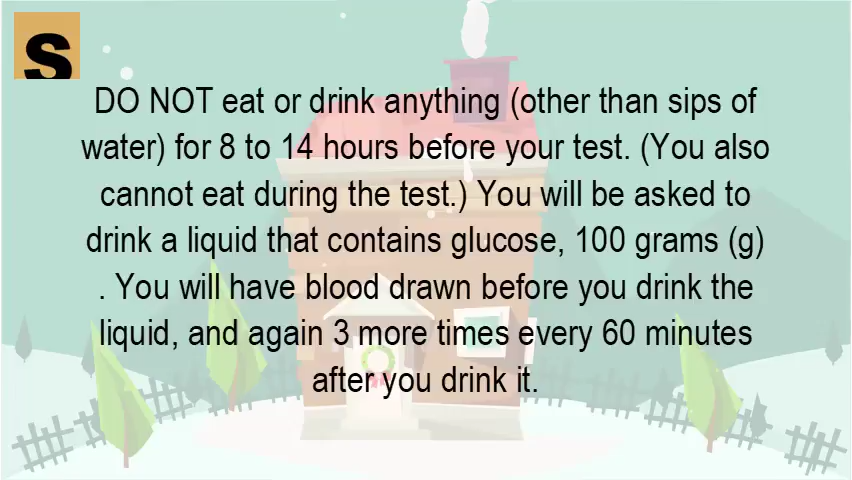 S
DO NOT eat or drink anything (other than sips of
water) for 8 to 14 hours before your test. (You also
cannot eat during the test.) You will be asked to
drink a liquid that contains glucose, 100 grams (g)
. You will have blood drawn before you drink the
liquid, and again 3 more times every 60 minutes
after you drink it.